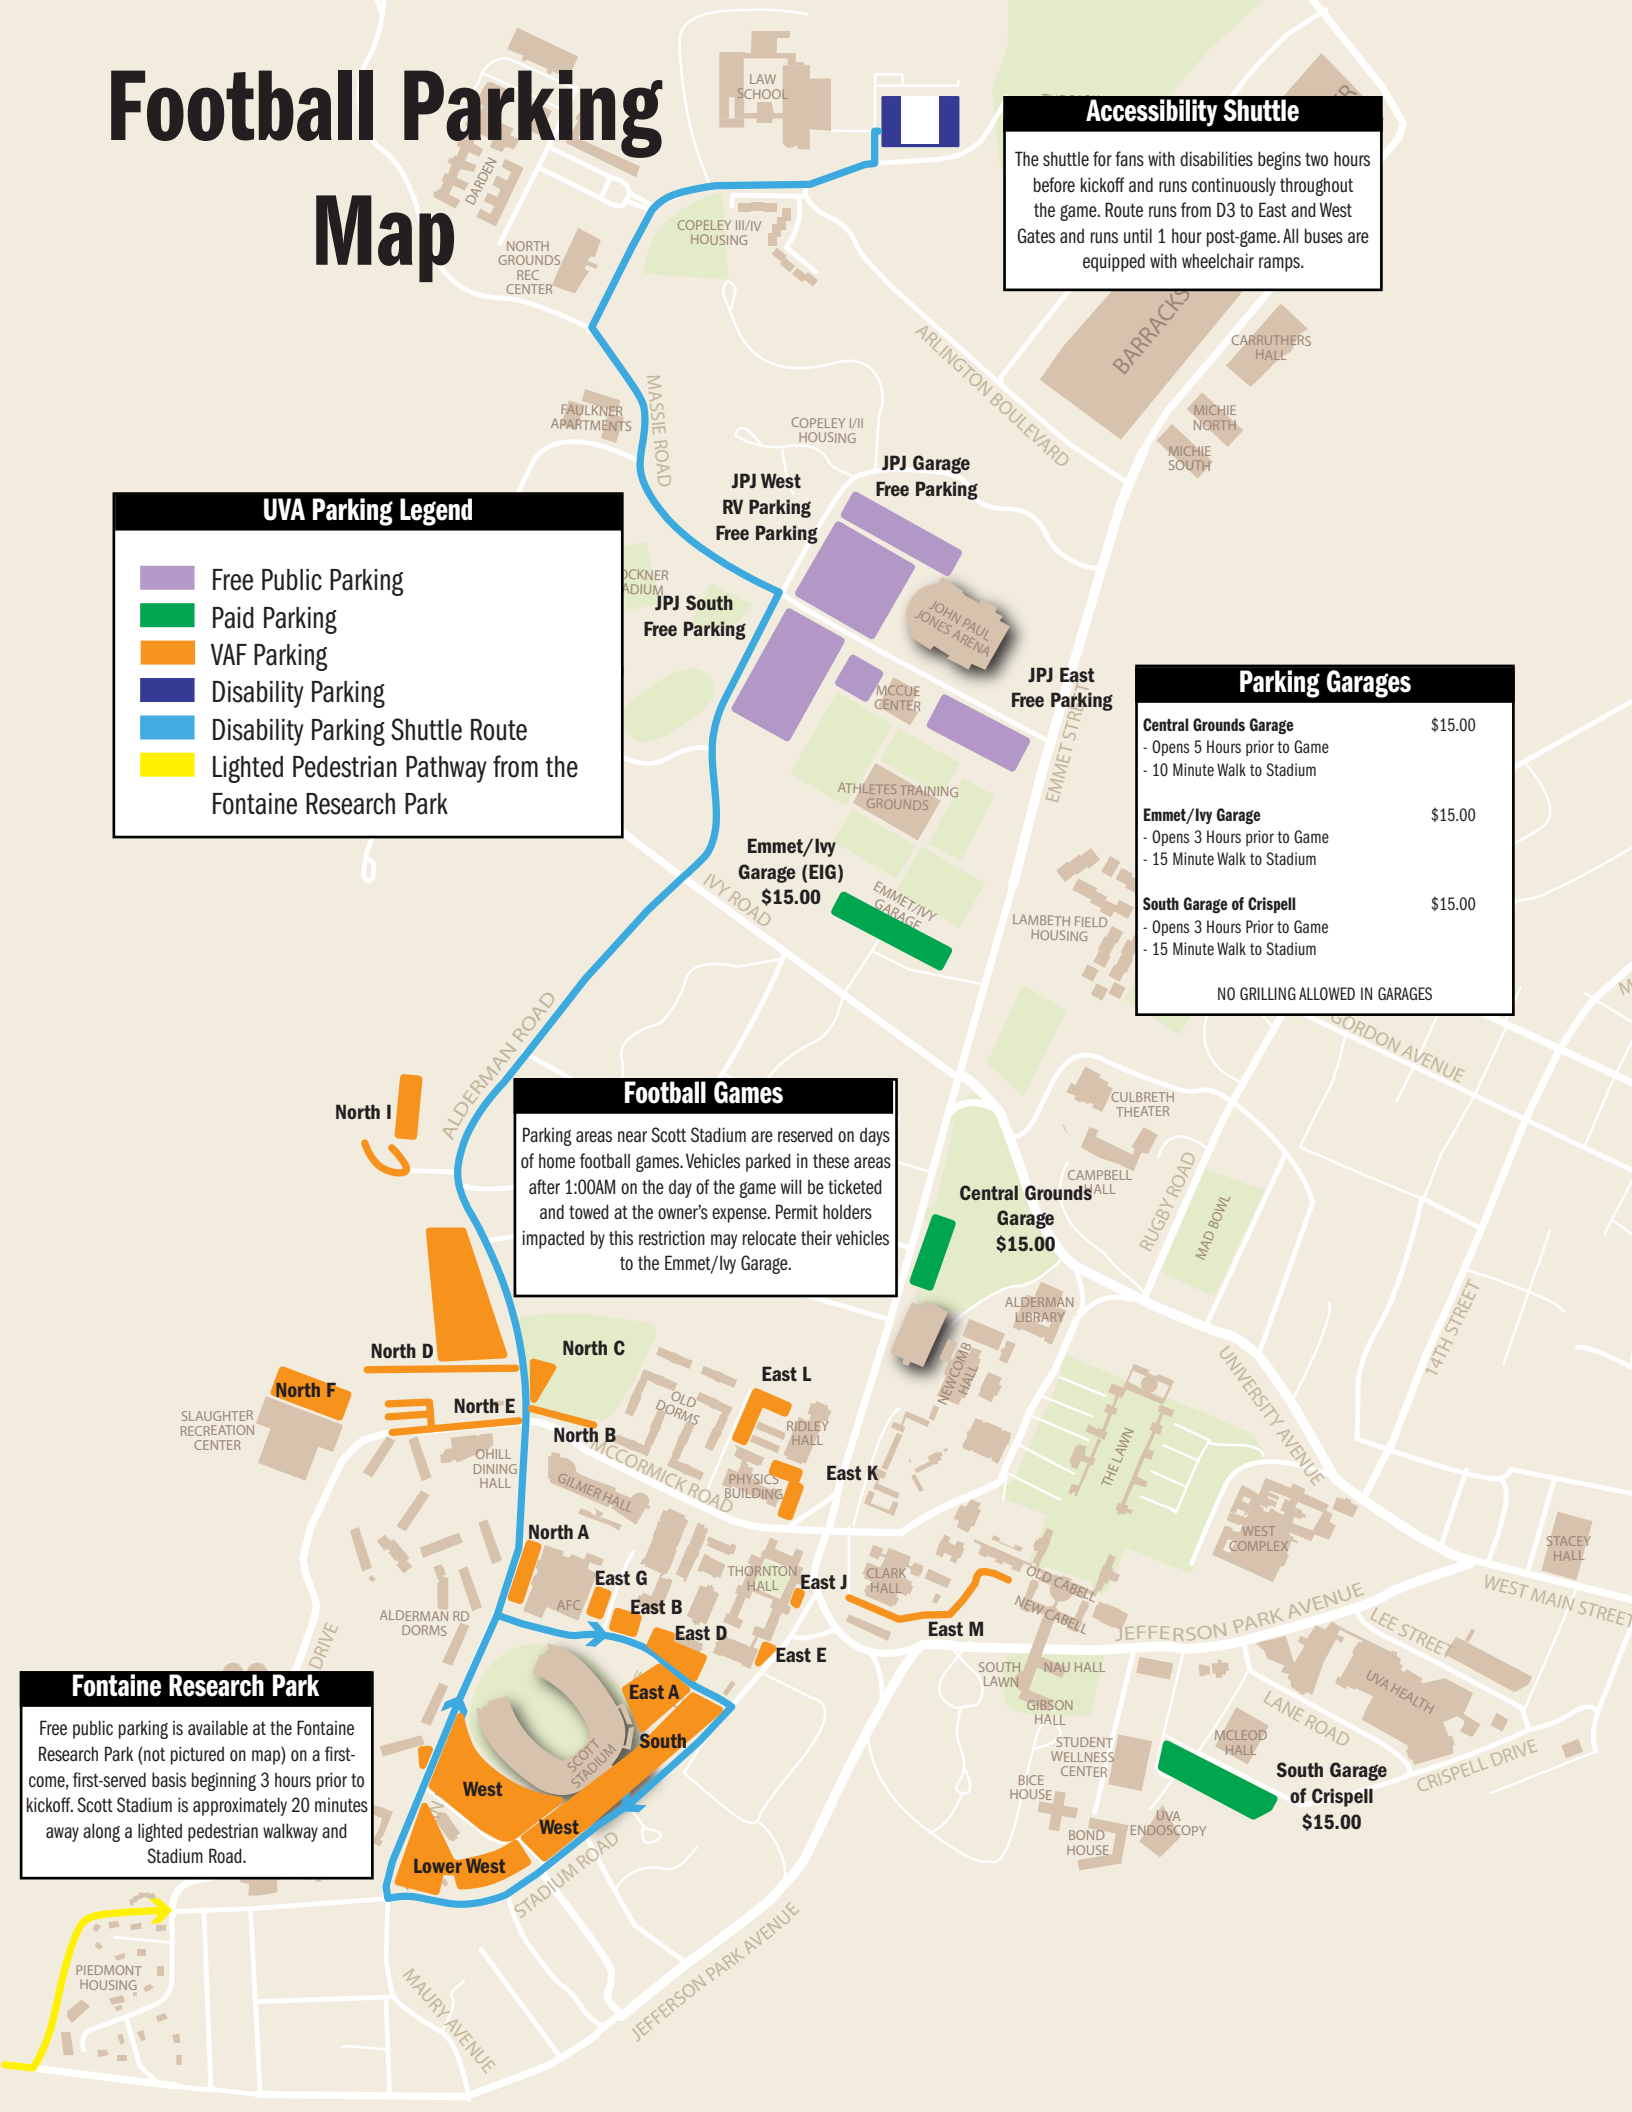 Football Parking
Map
LAW
SCHOOL
DARDEN
NORTH
GROUNDS
REC
CENTER
COPELEY III/IV
HOUSING
Accessibility Shuttle
The shuttle for fans with disabilities begins two hours
before kickoff and runs continuously throughout
the game. Route runs from D3 to East and West
Gates and runs until 1 hour post-game. All buses are
equipped with wheelchair ramps.
BARRACKS
CARRUTHERS
HALL
ARLINGTON BOULEVARD
MICHIE
NORTH
MICHIE
SOUTH
FAULKNER
APARTMENTS
MASSIE ROAD
COPELEY I/II
HOUSING
JPJ Garage
Free Parking
JPJ West
RV Parking
Free Parking
UVA Parking Legend
Free Public Parking
Paid Parking
VAF Parking
Disability Parking
Disability Parking Shuttle Route
Lighted Pedestrian Pathway from the
Fontaine Research Park
OCKNER
ADIUM
JPJ South
Free Parking
JOHN PAUL
JONES ARENA
JPJ East
Free Parking
MCCUE
CENTER
EMMET STREET
ATHLETES TRAINING
GROUNDS
Parking Garages
Central Grounds Garage $15.00
- Opens 5 Hours prior to Game
- 10 Minute Walk to Stadium
Emmet/Ivy Garage $15.00
- Opens 3 Hours prior to Game
- 15 Minute Walk to Stadium
South Garage of Crispell $15.00
- Opens 3 Hours Prior to Game
- 15 Minute Walk to Stadium
NO GRILLING ALLOWED IN GARAGES
Emmet/Ivy
Garage (EIG)
$15.00
IVY ROAD
EMMET/IVY
GARAGE
LAMBETH FIELD
HOUSING
GORDON AVENUE
ALDERMAN ROAD
North I
Football Games
Parking areas near Scott Stadium are reserved on days
of home football games. Vehicles parked in these areas
after 1:00AM on the day of the game will be ticketed
and towed at the owner's expense. Permit holders
impacted by this restriction may relocate their vehicles
to the Emmet/Ivy Garage.
CULBRETH
THEATER
CAMPBELL
HALL
RUGBY ROAD
MAD BOWL
Central Grounds
Garage
$15.00
ALDERMAN
LIBRARY
NEWCOMB
HALL
14TH STREET
UNIVERSITY AVENUE
North D
North C
North F
North E
North B
SLAUGHTER
RECREATION
CENTER
OLD
DORMS
East L
RIDLEY
HALL
East K
OHILL
DINING
HALL
MCCORMICK ROAD
GILMER HALL
PHYSICS
BUILDING
THE LAWN
WEST
COMPLEX
STACEY
HALL
WEST MAIN STREET
North A
THORNTON
HALL
East G
East J
CLARK
HALL
AFC
East B
East D
East E
East M
OLD CABELL
NEW CABELL
JEFFERSON PARK AVENUE
LEE STREET
ALDERMAN RD
DORMS
DRIVE
SOUTH
LAWN
NAU HALL
GIBSON
HALL
UVA HEALTH
LANE ROAD
MCLEOD
HALL
CRISPELL DRIVE
STUDENT
WELLNESS
CENTER
BICE
HOUSE
BOND
HOUSE
UVA
ENDOSCOPY
South Garage
of Crispell
$15.00
Fontaine Research Park
Free public parking is available at the Fontaine
Research Park (not pictured on map) on a first-
come, first-served basis beginning 3 hours prior to
kickoff. Scott Stadium is approximately 20 minutes
away along a lighted pedestrian walkway and
Stadium Road.
East A
South
SCOTT
STADIUM
West
West
Lower West
STADIUM ROAD
JEFFERSON PARK AVENUE
MAURY AVENUE
PIEDMONT
HOUSING